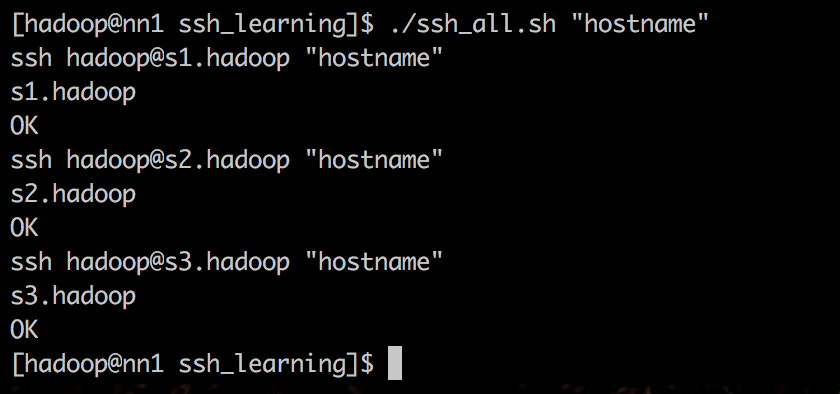 [hadoop@nn1 ssh_learning]$ ./ssh_all.sh "hostname"
ssh hadoop@s1.hadoop "hostname"
s1.hadoop
OK
ssh hadoop@s2.hadoop "hostname"
s2.hadoop
OK
ssh hadoop@s3.hadoop "hostname"
s3.hadoop
OK
[hadoop@nn1 ssh_learning]$